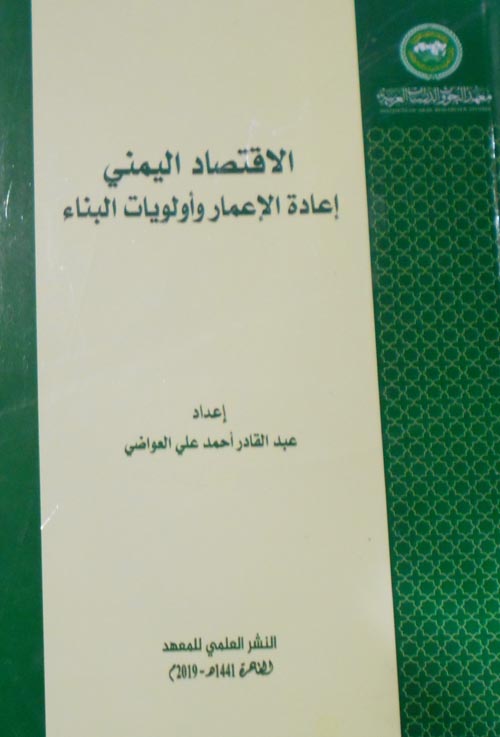 معهد البحوث والدراسات العربية
الاقتصاد اليمني
إعادة الإعمار وأولويات البناء
إعداد
عبد القادر أحمد علي العواضي
النشر العلمي للمعهد
القاهرة 1441هـ - 2019م